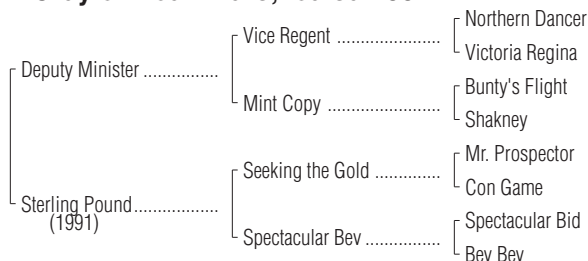 Northern Dancer
Vice Regent ....................
Victoria Regina
Deputy Minister ...............
Bunty's Flight
Mint Copy ......................
Shakney
Mr. Prospector
Seeking the Gold .............
Con Game
Sterling Pound.................
(1991)
Spectacular Bid
Spectacular Bev ..............
Bev Bev